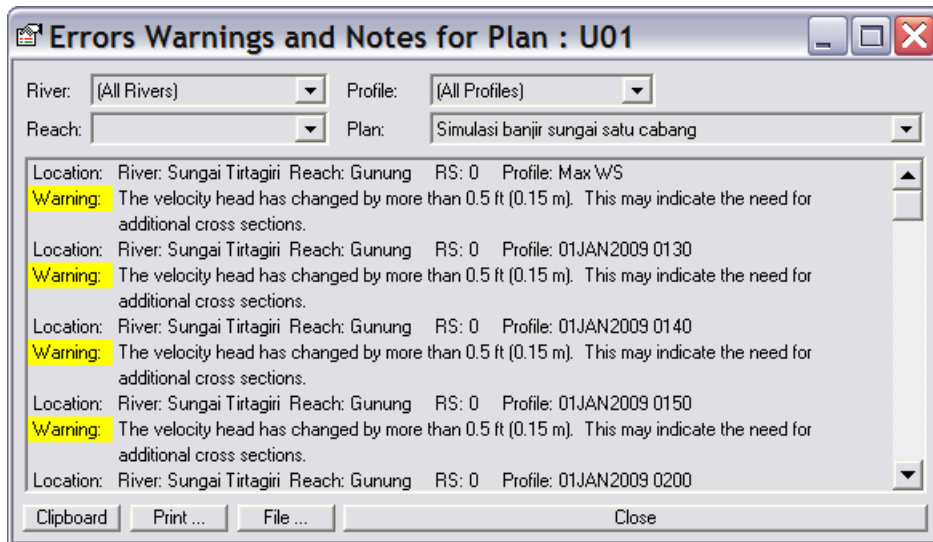 Errors Warnings and Notes for Plan : U01
River: (All Rivers) Profile: (All Profiles)
Reach: Plan: Simulasi banjir sungai satu cabang
Location: River: Sungai Tirtagiri Reach: Gunung RS: 0 Profile: Max WS
Warning: The velocity head has changed by more than 0.5 ft (0.15 m). This may indicate the need for
additional cross sections.
Location: River: Sungai Tirtagiri Reach: Gunung RS: 0 Profile: 01JAN2009 0130
Warning: The velocity head has changed by more than 0.5 ft (0.15 m). This may indicate the need for
additional cross sections.
Location: River: Sungai Tirtagiri Reach: Gunung RS: 0 Profile: 01JAN2009 0140
Warning: The velocity head has changed by more than 0.5 ft (0.15 m). This may indicate the need for
additional cross sections.
Location: River: Sungai Tirtagiri Reach: Gunung RS: 0 Profile: 01JAN2009 0150
Warning: The velocity head has changed by more than 0.5 ft (0.15 m). This may indicate the need for
additional cross sections.
Location: River: Sungai Tirtagiri Reach: Gunung RS: 0 Profile: 01JAN2009 0200
Clipboard Print ... File ... Close